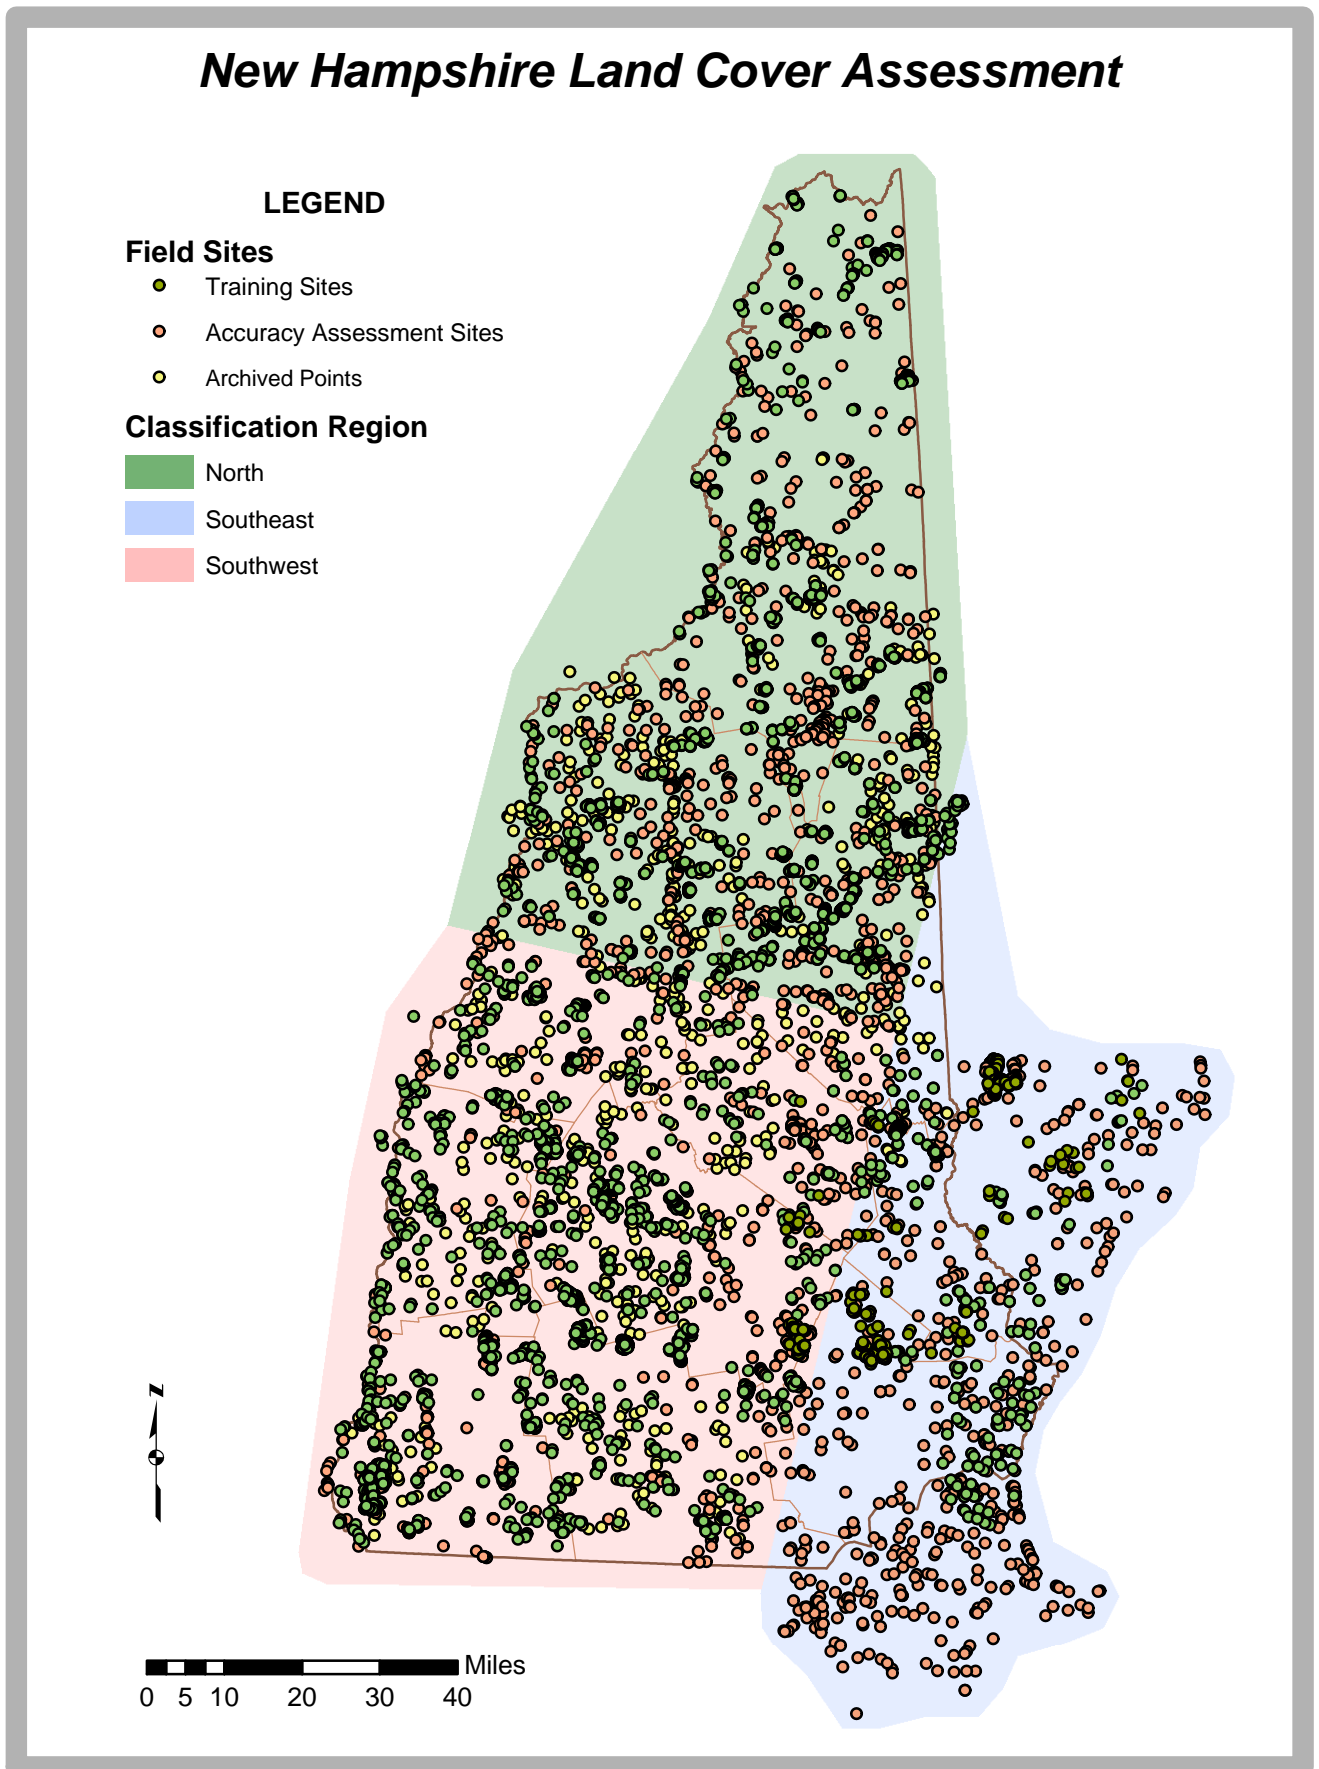 New Hampshire Land Cover Assessment
LEGEND
Field Sites
Training Sites
Accuracy Assessment Sites
Archived Points
Classification Region
North
Southeast
Southwest
N
Miles
0 5 10 20 30 40